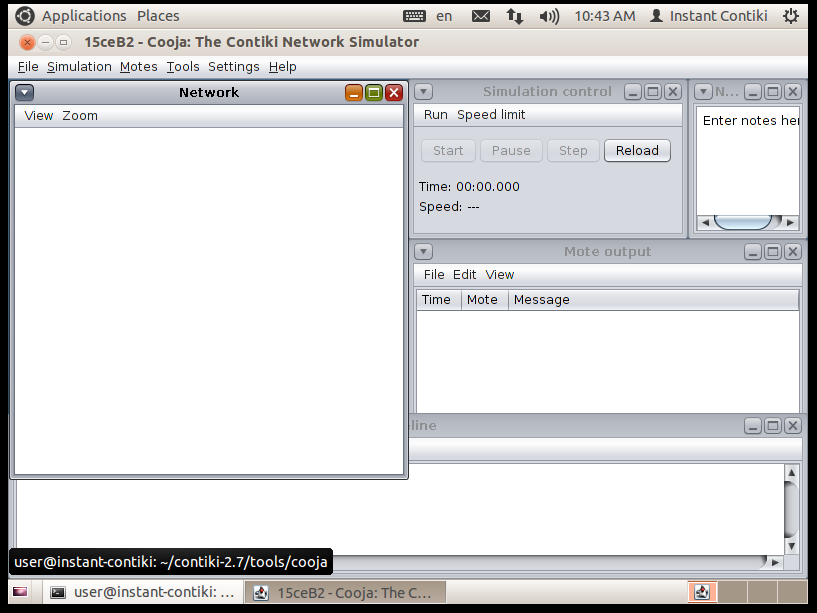 Applications Places en 10:43 AM Instant Contiki
15ceB2 - Cooja: The Contiki Network Simulator
File Simulation Motes Tools Settings Help
Network
View Zoom
Simulation control
Run Speed limit
Start Pause Step Reload
Time: 00:00.000
Speed: ---
N...
Enter notes her
Mote output
File Edit View
Time Mote Message
eline
user@instant-contiki: ~/contiki-2.7/tools/cooja
user@instant-contiki: ... 15ceB2 - Cooja: The C...